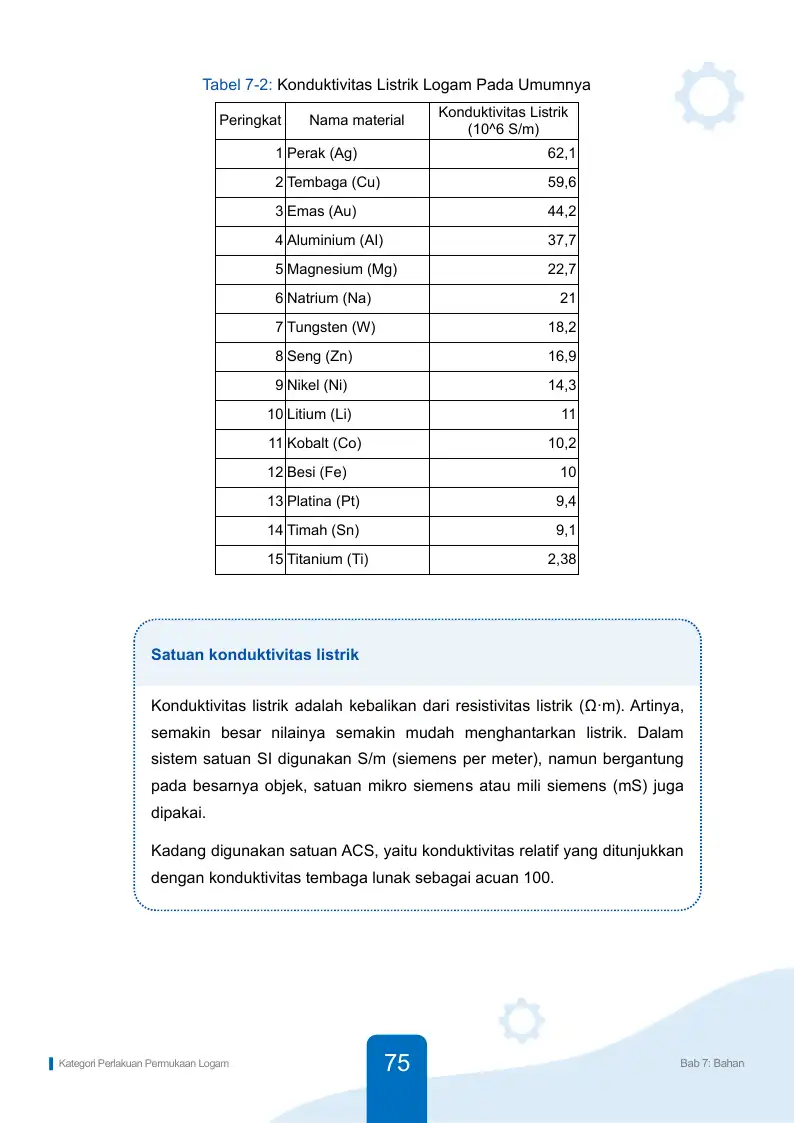 Tabel 7-2: Konduktivitas Listrik Logam Pada Umumnya
Peringkat Nama material Konduktivitas Listrik
(10^6 S/m)
1 Perak (Ag) 62,1
2 Tembaga (Cu) 59,6
3 Emas (Au) 44,2
4 Aluminium (Al) 37,7
5 Magnesium (Mg) 22,7
6 Natrium (Na) 21
7 Tungsten (W) 18,2
8 Seng (Zn) 16,9
9 Nikel (Ni) 14,3
10 Litium (Li) 11
11 Kobalt (Co) 10,2
12 Besi (Fe) 10
13 Platina (Pt) 9,4
14 Timah (Sn) 9,1
15 Titanium (Ti) 2,38
Satuan konduktivitas listrik
Konduktivitas listrik adalah kebalikan dari resistivitas listrik (Ω·m). Artinya,
semakin besar nilainya semakin mudah menghantarkan listrik. Dalam
sistem satuan SI digunakan S/m (siemens per meter), namun bergantung
pada besarnya objek, satuan mikro siemens atau mili siemens (mS) juga
dipakai.
Kadang digunakan satuan ACS, yaitu konduktivitas relatif yang ditunjukkan
dengan konduktivitas tembaga lunak sebagai acuan 100.
Kategori Perlakuan Permukaan Logam
75
Bab 7: Bahan